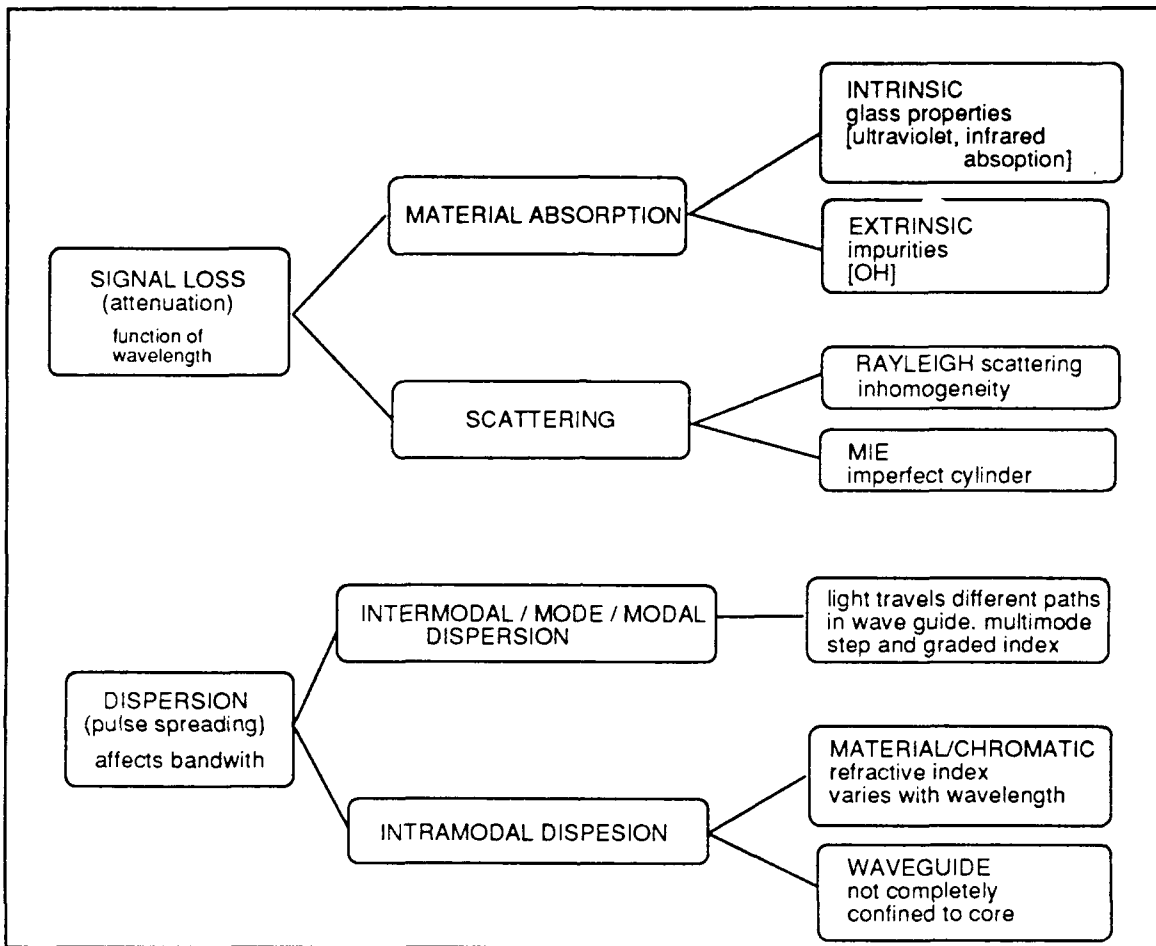 INTRINSIC
glass properties
[ultraviolet, infrared
absoption]
MATERIAL ABSORPTION
EXTRINSIC
impurities
[OH]
SIGNAL LOSS
(attenuation)
function of
wavelength
RAYLEIGH scattering
inhomogeneity
SCATTERING
MIE
imperfect cylinder
INTERMODAL / MODE / MODAL
DISPERSION
light travels different paths
in wave guide. multimode
step and graded index
DISPERSION
(pulse spreading)
affects bandwith
MATERIAL/CHROMATIC
refractive index
varies with wavelength
INTRAMODAL DISPESION
WAVEGUIDE
not completely
confined to core